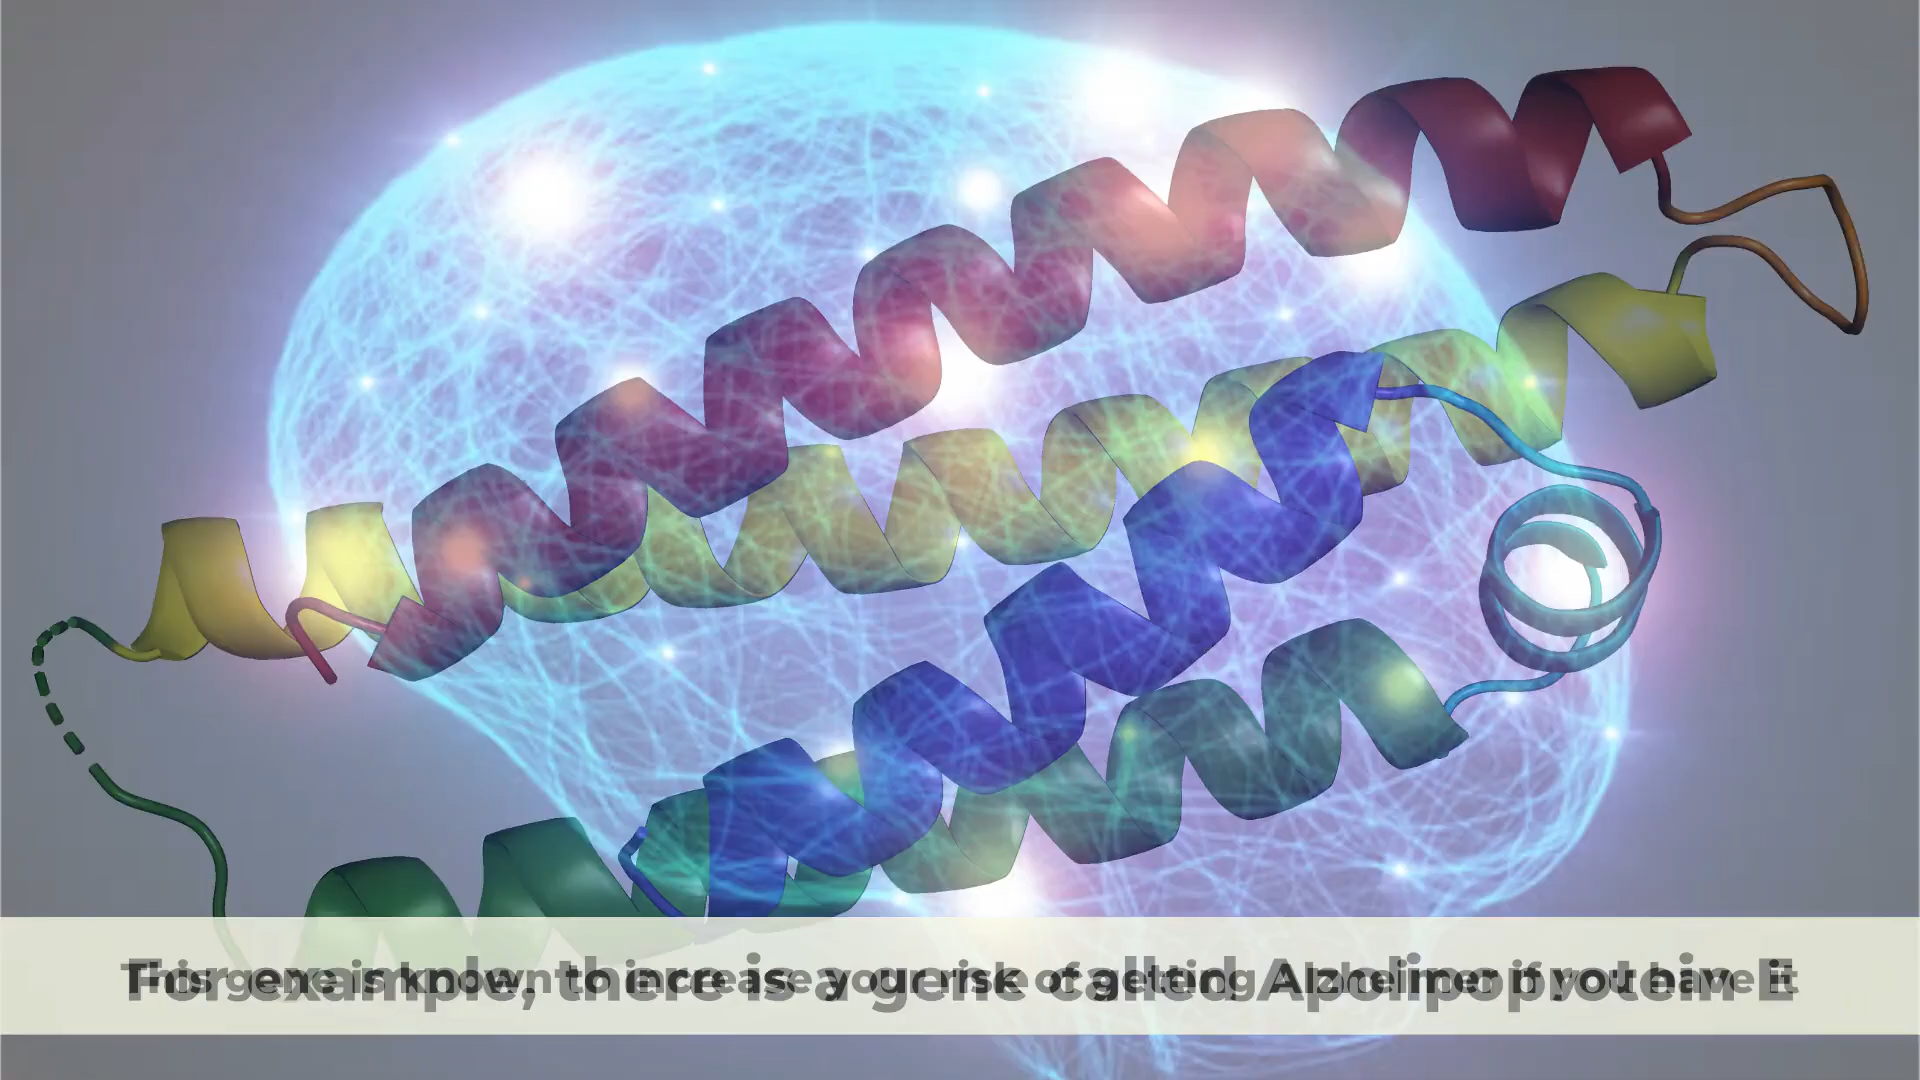 For example, there is a gene called Apolipoprotein E
This gene is known to increase your risk of getting Alzheimer if you have it